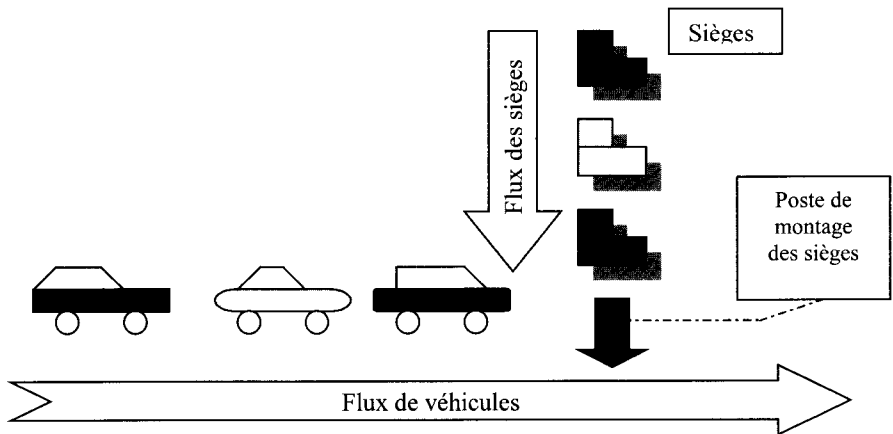 Sièges
Flux des sièges
Poste de
montage
des sièges
Flux de véhicules